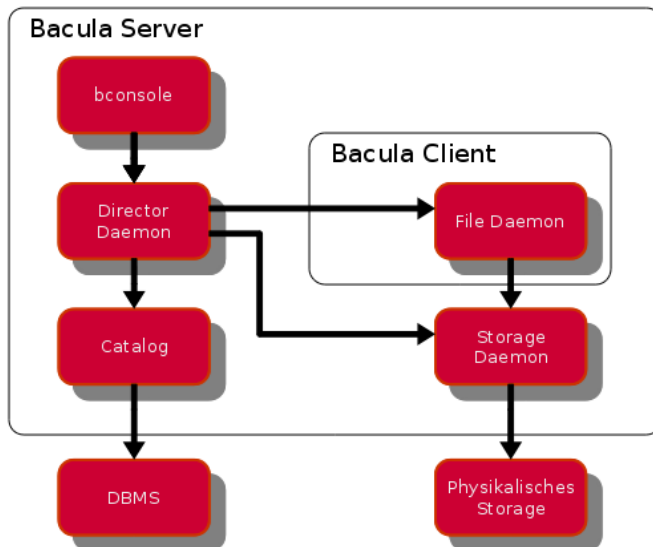 Bacula Server
bconsole
Bacula Client
Director
Daemon
File Daemon
Catalog
Storage
Daemon
DBMS
Physikalisches
Storage